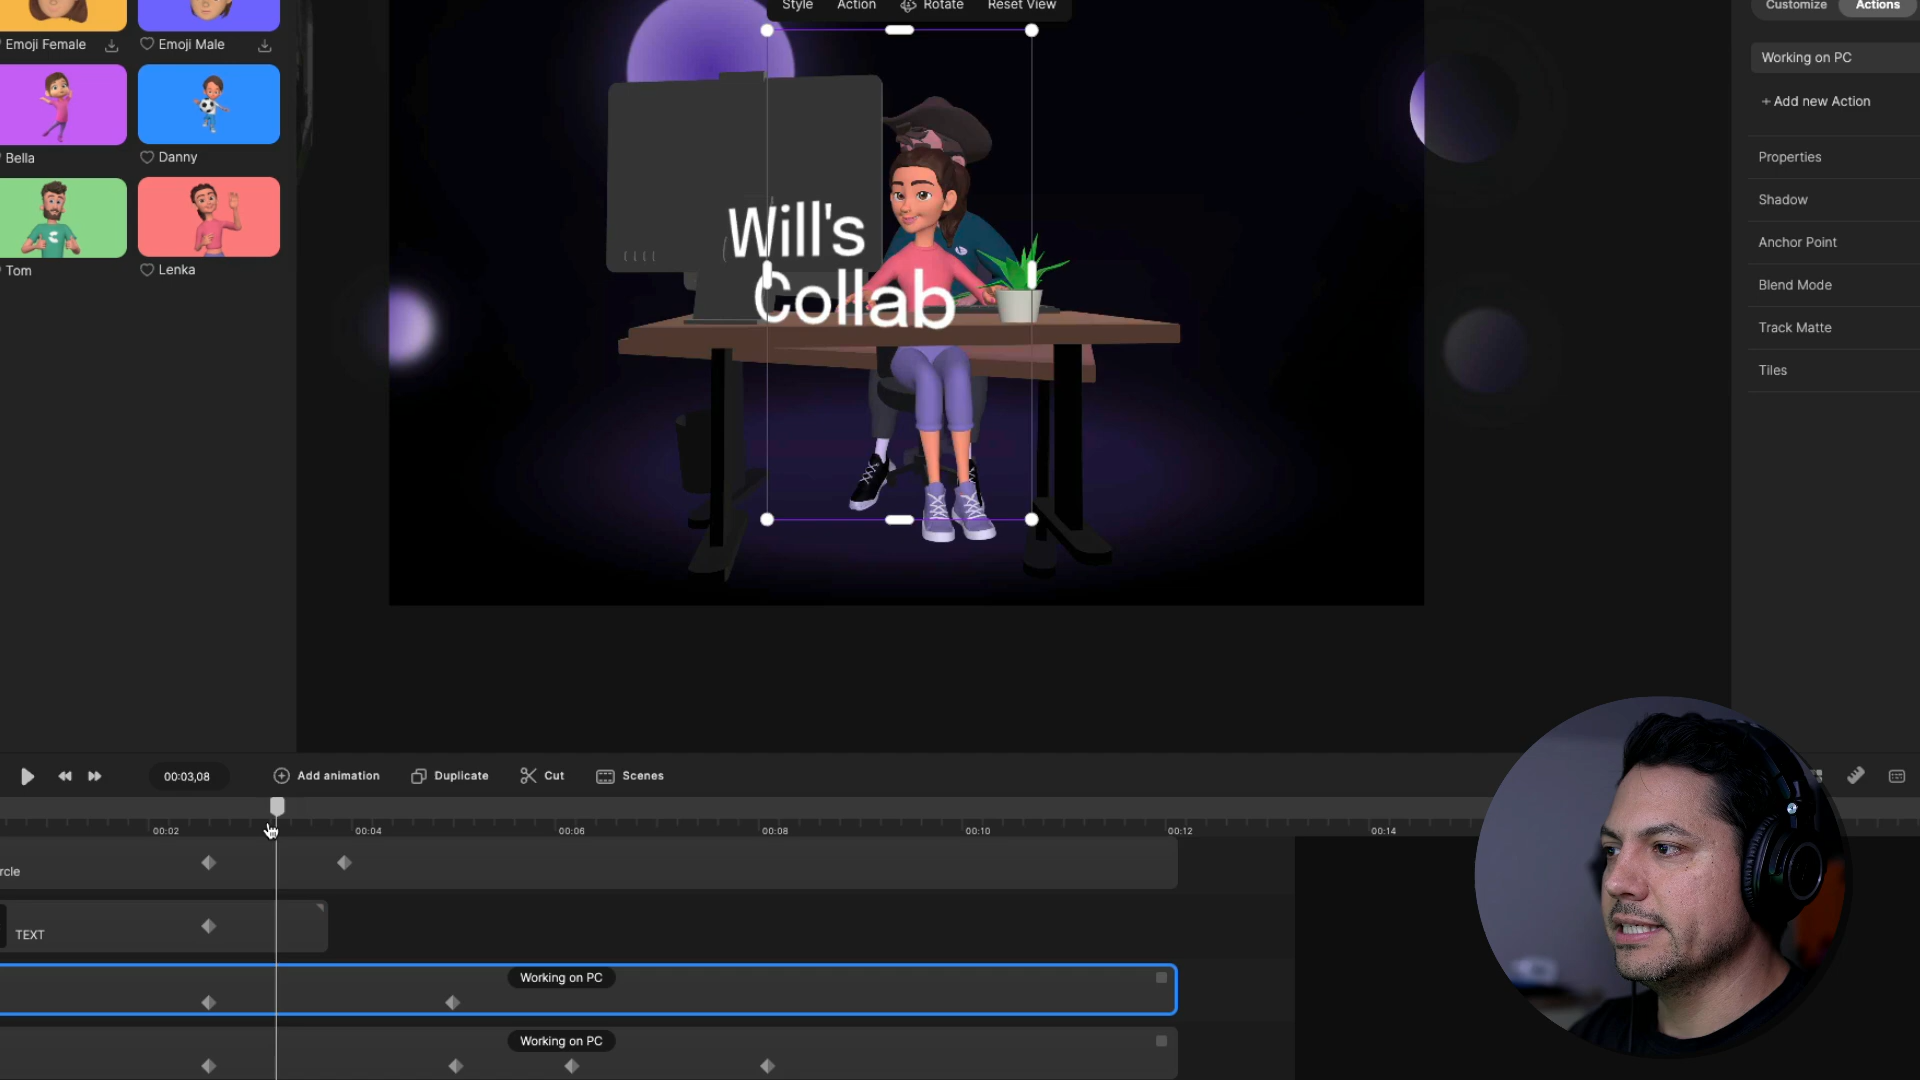 Style Action Rotate Reset View
Customize Actions
Emoji Female Emoji Male
Working on PC
+ Add new Action
Bella Danny
Properties
Shadow
Will's
Collab
Anchor Point
Tom Lenka
Blend Mode
Track Matte
Tiles
00:03,08 Add animation Duplicate Cut Scenes
00:02 00:04 00:06 00:08 00:10 00:12 00:14
rcle
TEXT
Working on PC
Working on PC